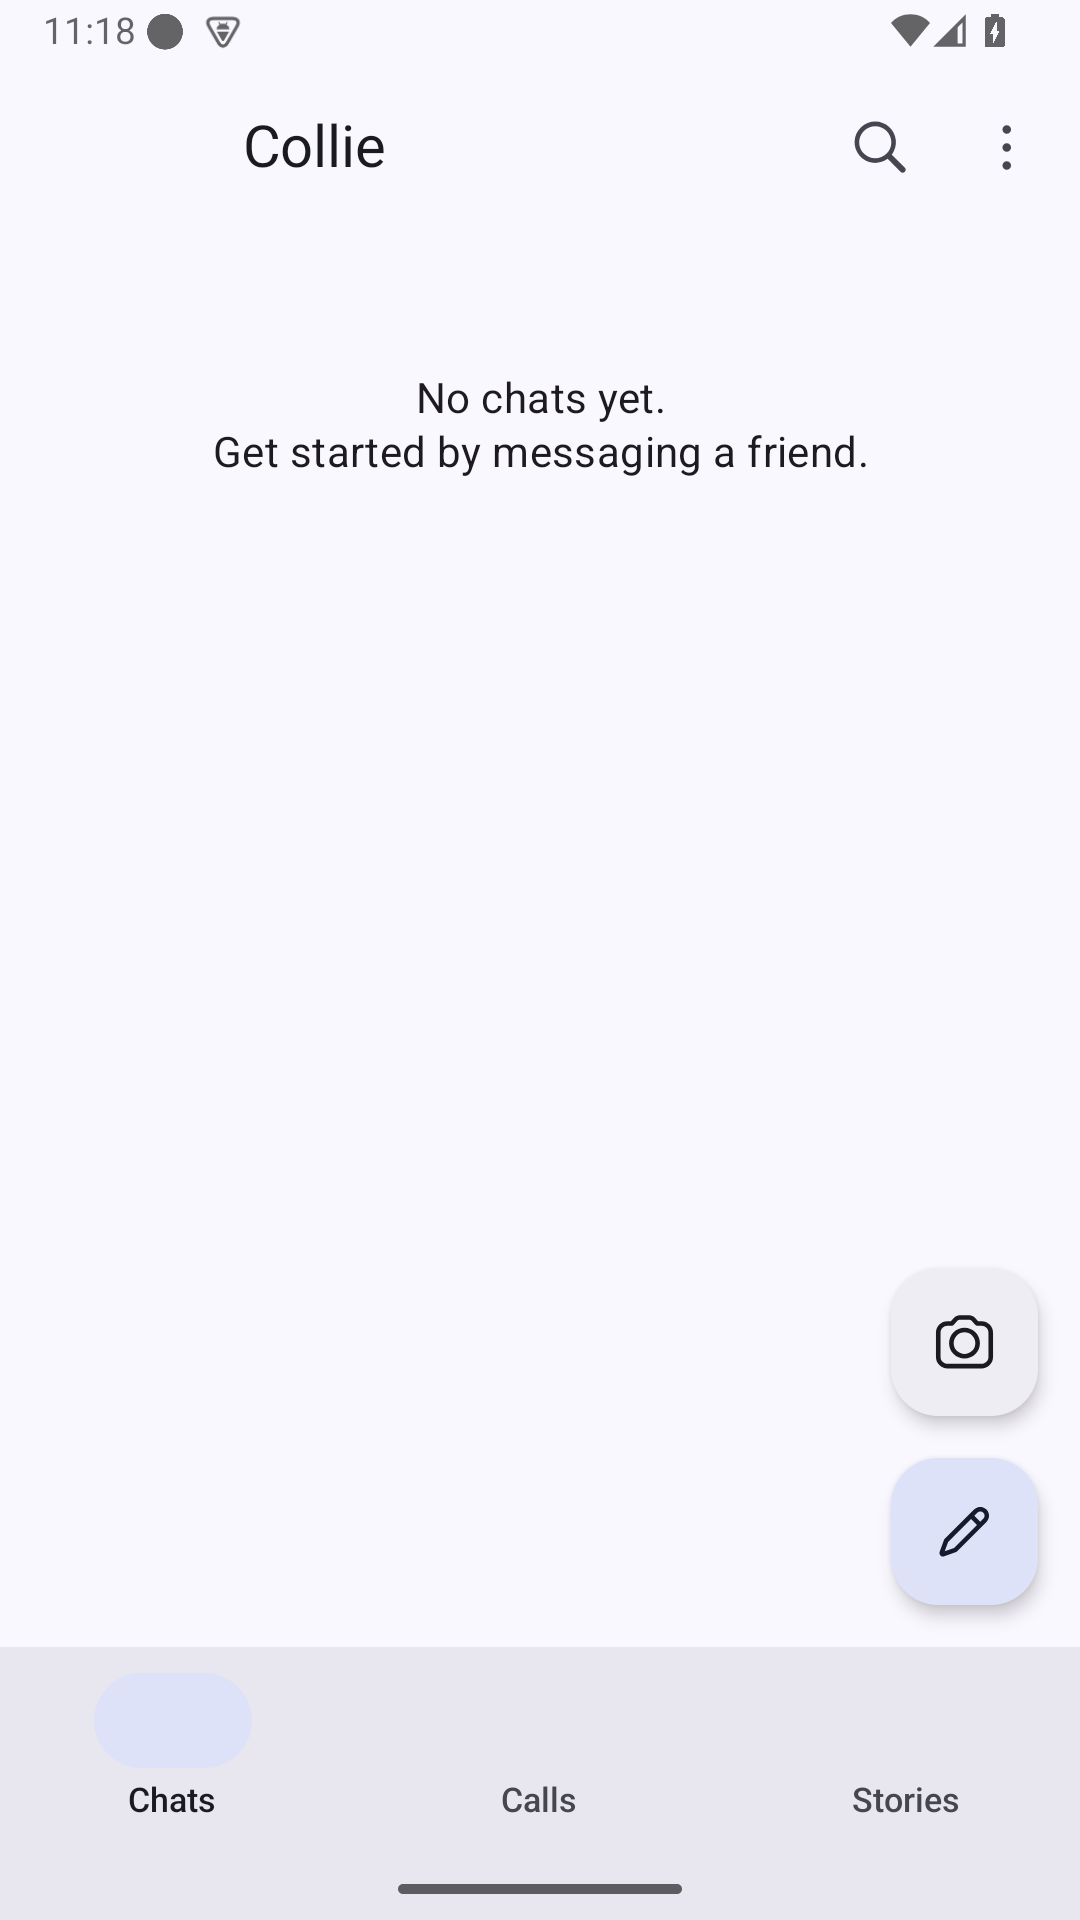 11:18
Collie
No chats yet.
Get started by messaging a friend.
Chats
Calls
Stories